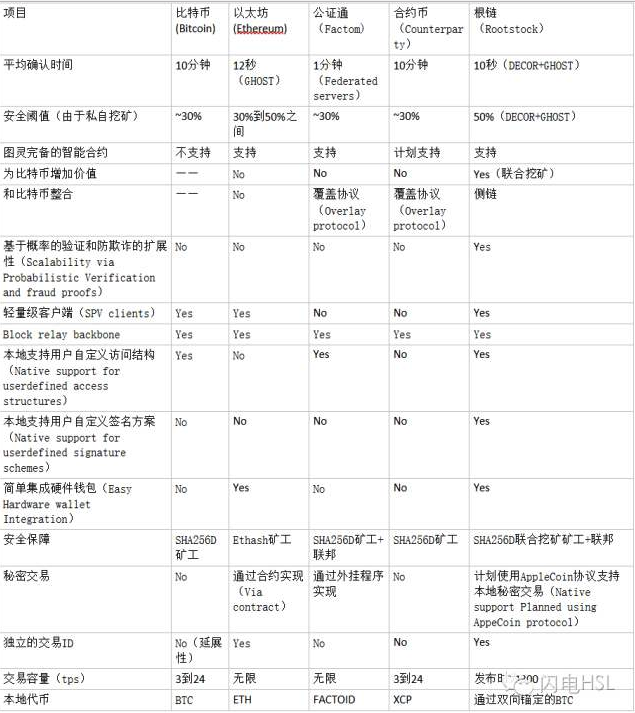 项目 比特币 以太坊 公证通 合约币 根链
(Bitcoin) (Ethereum) (Factom) (Counterpar (Rootstock)
ty)
平均确认时间 10分钟 12秒 1分钟 10分钟 10秒 (DECOR+GHOST)
(GHOST) (Federated
servers)
安全阈值（由于私自挖矿） ~30% 30%到50%之 ~30% ~30% 50% (DECOR+GHOST)
间
图灵完备的智能合约 不支持 支持 支持 计划支持 支持
为比特币增加价值 —— No No No Yes（联合挖矿）
和比特币整合 —— No 覆盖协议 覆盖协议 侧链
(Overlay (Overlay
protocol) protocol)
基于概率的验证和防欺诈的扩展 No No No No Yes
性（Scalability via
Probabilistic Verification
and fraud proofs）
轻量级客户端（SPV clients） Yes Yes No No Yes
Block relay backbone Yes Yes Yes Yes Yes
本地支持用户自定义访问结构 Yes No Yes No Yes
（Native support for
userdefined access
structures）
本地支持用户自定义签名方案 No No No No Yes
（Native support for
userdefined signature
schemes）
简单集成硬件钱包（Easy No Yes No No Yes
Hardware wallet
Integration）
安全保障 SHA256D Ethash矿工 SHA256D矿工+ SHA256D矿工 SHA256D联合挖矿矿工+联邦
矿工 联邦
秘密交易 No 通过合约实现 通过外挂程序 No 计划使用AppleCoin协议支持
（Via 实现 本地秘密交易（Native
contract） support Planned using
AppeCoin protocol）
独立的交易ID No（延展 Yes No No Yes
性）
交易容量（tps） 3到24 无限 无限 3到24 发布时
闪电HSL
本地代币 BTC ETH FACTOID XCP 通过双向锚定的BTC